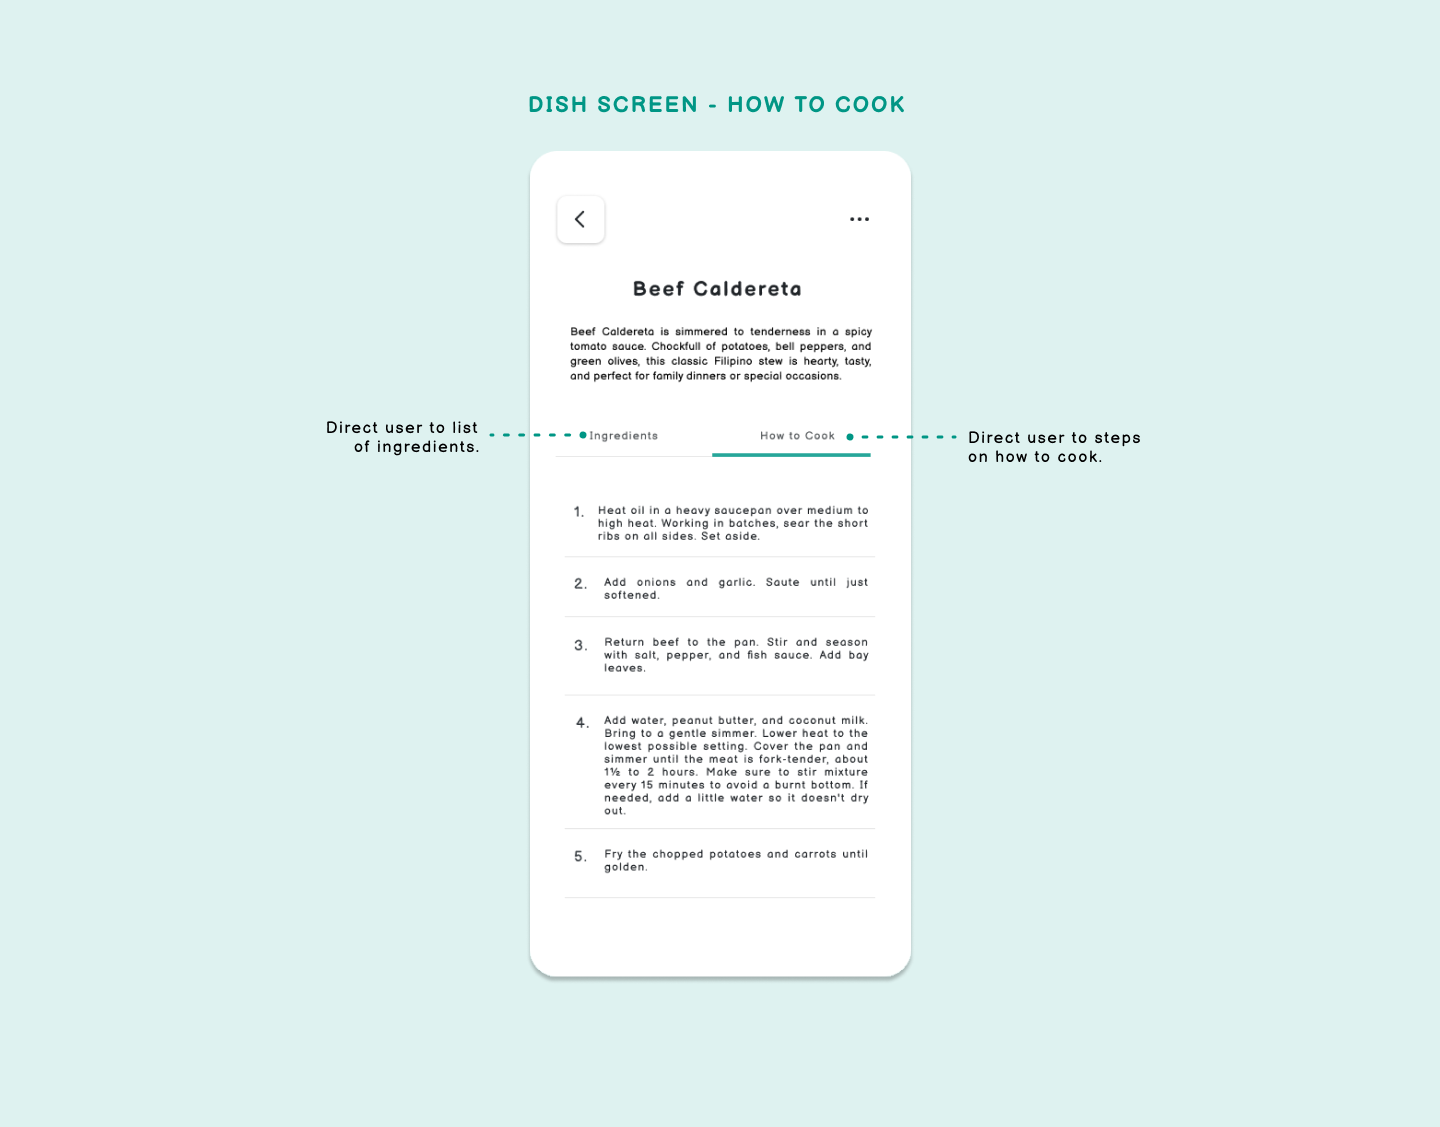 DISH SCREEN - HOW TO COOK
Beef Caldereta
Beef Caldereta is simmered to tenderness in a spicy
tomato sauce. Chockfull of potatoes, bell peppers, and
green olives, this classic Filipino stew is hearty, tasty,
and perfect for family dinners or special occasions.
Direct user to list
of ingredients.
Ingredients
How to Cook
Direct user to steps
on how to cook.
1. Heat oil in a heavy saucepan over medium to
high heat. Working in batches, sear the short
ribs on all sides. Set aside.
2. Add onions and garlic. Saute until just
softened.
3. Return beef to the pan. Stir and season
with salt, pepper, and fish sauce. Add bay
leaves.
4. Add water, peanut butter, and coconut milk.
Bring to a gentle simmer. Lower heat to the
lowest possible setting. Cover the pan and
simmer until the meat is fork-tender, about
1½ to 2 hours. Make sure to stir mixture
every 15 minutes to avoid a burnt bottom. If
needed, add a little water so it doesn't dry
out.
5. Fry the chopped potatoes and carrots until
golden.